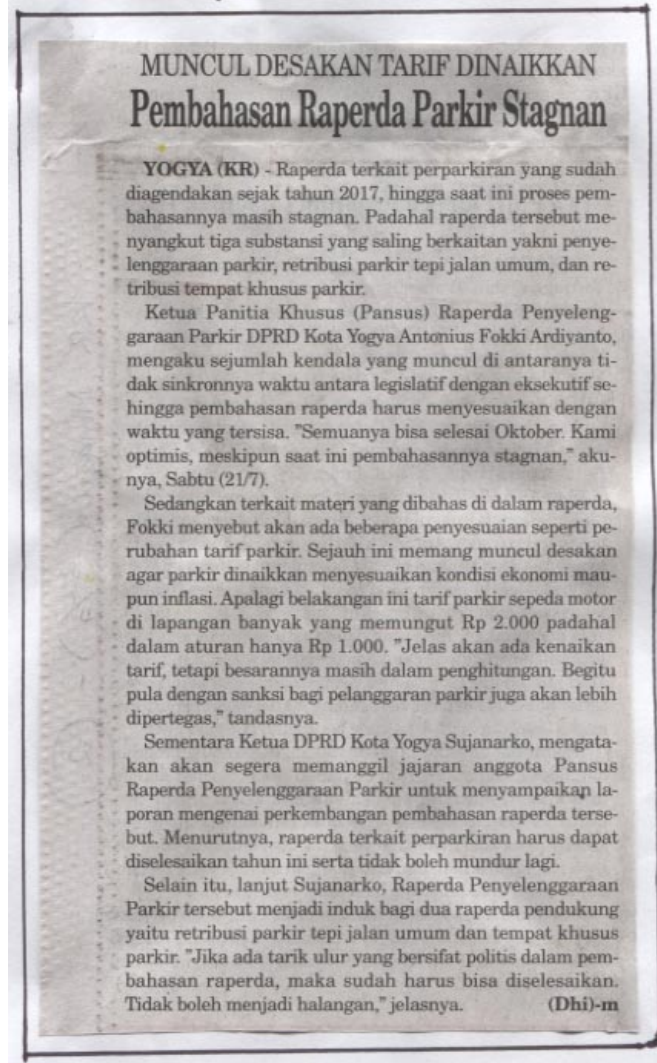 MUNCUL DESAKAN TARIF DINAIKKAN
Pembahasan Raperda Parkir Stagnan
YOGYA (KR) - Raperda terkait perparkiran yang sudah
diagendakan sejak tahun 2017, hingga saat ini proses pem-
bahasannya masih stagnan. Padahal raperda tersebut me-
nyangkut tiga substansi yang saling berkaitan yakni penye-
lenggaraan parkir, retribusi parkir tepi jalan umum, dan re-
tribusi tempat khusus parkir.
Ketua Panitia Khusus (Pansus) Raperda Penyeleng-
garaan Parkir DPRD Kota Yogya Antonius Fokki Ardiyanto,
mengaku sejumlah kendala yang muncul di antaranya ti-
dak sinkronnya waktu antara legislatif dengan eksekutif se-
hingga pembahasan raperda harus menyesuaikan dengan
waktu yang tersisa. "Semuanya bisa selesai Oktober. Kami
optimis, meskipun saat ini pembahasannya stagnan," aku-
nya, Sabtu (21/7).
Sedangkan terkait materi yang dibahas di dalam raperda,
Fokki menyebut akan ada beberapa penyesuaian seperti pe-
rubahan tarif parkir. Sejauh ini memang muncul desakan
agar parkir dinaikkan menyesuaikan kondisi ekonomi mau-
pun inflasi. Apalagi belakangan ini tarif parkir sepeda motor
di lapangan banyak yang memungut Rp 2.000 padahal
dalam aturan hanya Rp 1.000. "Jelas akan ada kenaikan
tarif, tetapi besarannya masih dalam penghitungan. Begitu
pula dengan sanksi bagi pelanggaran parkir juga akan lebih
dipertegas," tandasnya.
Sementara Ketua DPRD Kota Yogya Sujanarko, mengata-
kan akan segera memanggil jajaran anggota Pansus
Raperda Penyelenggaraan Parkir untuk menyampaikan la-
poran mengenai perkembangan pembahasan raperda terse-
but. Menurutnya, raperda terkait perparkiran harus dapat
diselesaikan tahun ini serta tidak boleh mundur lagi.
Selain itu, lanjut Sujanarko, Raperda Penyelenggaraan
Parkir tersebut menjadi induk bagi dua raperda pendukung
yaitu retribusi parkir tepi jalan umum dan tempat khusus
parkir. "Jika ada tarik ulur yang bersifat politis dalam pem-
bahasan raperda, maka sudah harus bisa diselesaikan.
Tidak boleh menjadi halangan," jelasnya. (Dhi)-m